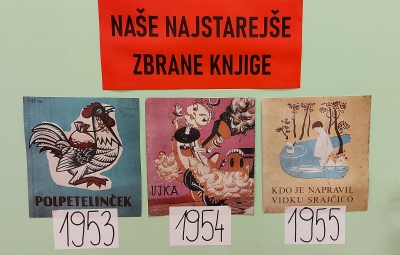 NAŠE NAJSTAREJŠE
ZBRANE KNJIGE
POLPETELINČEK
UJKA
KDO JE NAPRAVIL
VIDKU SRAJČICO
1953
1954
1955